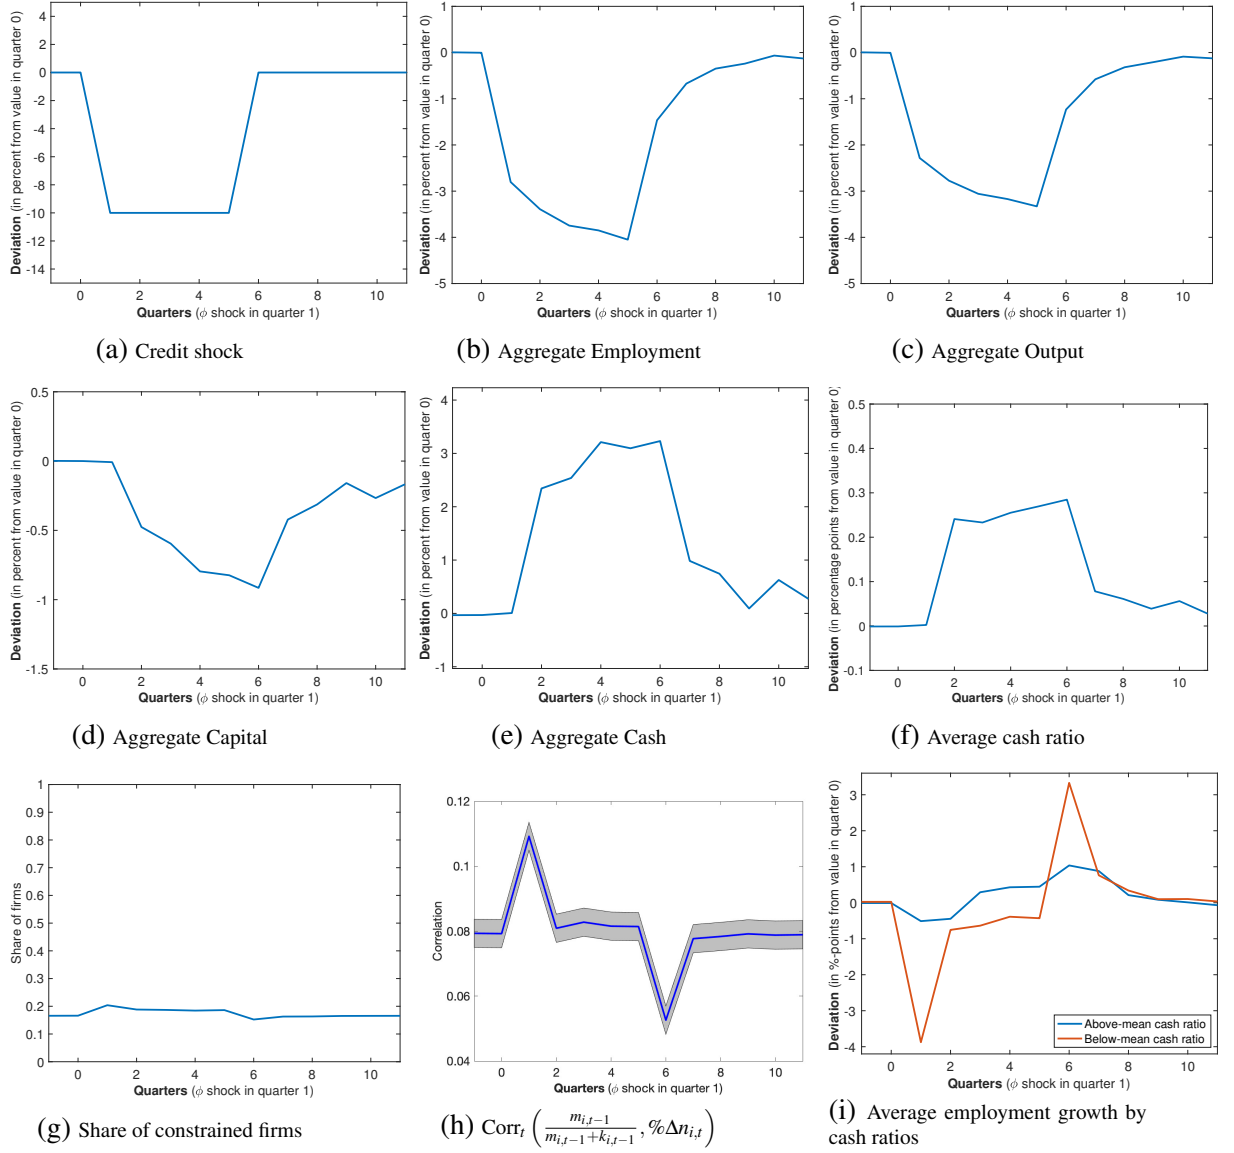 4
2
0
-2
-4
-6
-8
-10
-12
-14
0 2 4 6 8 10
Deviation (in percent from value in quarter 0)
Quarters (ϕ shock in quarter 1)
(a) Credit shock
1
0
-1
-2
-3
-4
-5
0 2 4 6 8 10
Deviation (in percent from value in quarter 0)
Quarters (ϕ shock in quarter 1)
(b) Aggregate Employment
1
0
-1
-2
-3
-4
-5
0 2 4 6 8 10
Deviation (in percent from value in quarter 0)
Quarters (ϕ shock in quarter 1)
(c) Aggregate Output
0.5
0
-0.5
-1
-1.5
0 2 4 6 8 10
Deviation (in percent from value in quarter 0)
Quarters (ϕ shock in quarter 1)
(d) Aggregate Capital
4
3
2
1
0
-1
0 2 4 6 8 10
Deviation (in percent from value in quarter 0)
Quarters (ϕ shock in quarter 1)
(e) Aggregate Cash
0.5
0.4
0.3
0.2
0.1
0
-0.1
0 2 4 6 8 10
Deviation (in percentage points from value in quarter 0)
Quarters (ϕ shock in quarter 1)
(f) Average cash ratio
1
0.9
0.8
0.7
0.6
0.5
0.4
0.3
0.2
0.1
0
0 2 4 6 8 10
Share of firms
Quarters (ϕ shock in quarter 1)
(g) Share of constrained firms
0.12
0.1
0.08
0.06
0.04
0 2 4 6 8 10
Correlation
Quarters (ϕ shock in quarter 1)
(h) Corr_t ( m_{i,t−1} / (m_{i,t−1}+k_{i,t−1}) , %Δn_{i,t} )
3
2
1
0
-1
-2
-3
-4
0 2 4 6 8 10
Deviation (in %-points from value in quarter 0)
Above-mean cash ratio
Below-mean cash ratio
Quarters (ϕ shock in quarter 1)
(i) Average employment growth by
cash ratios